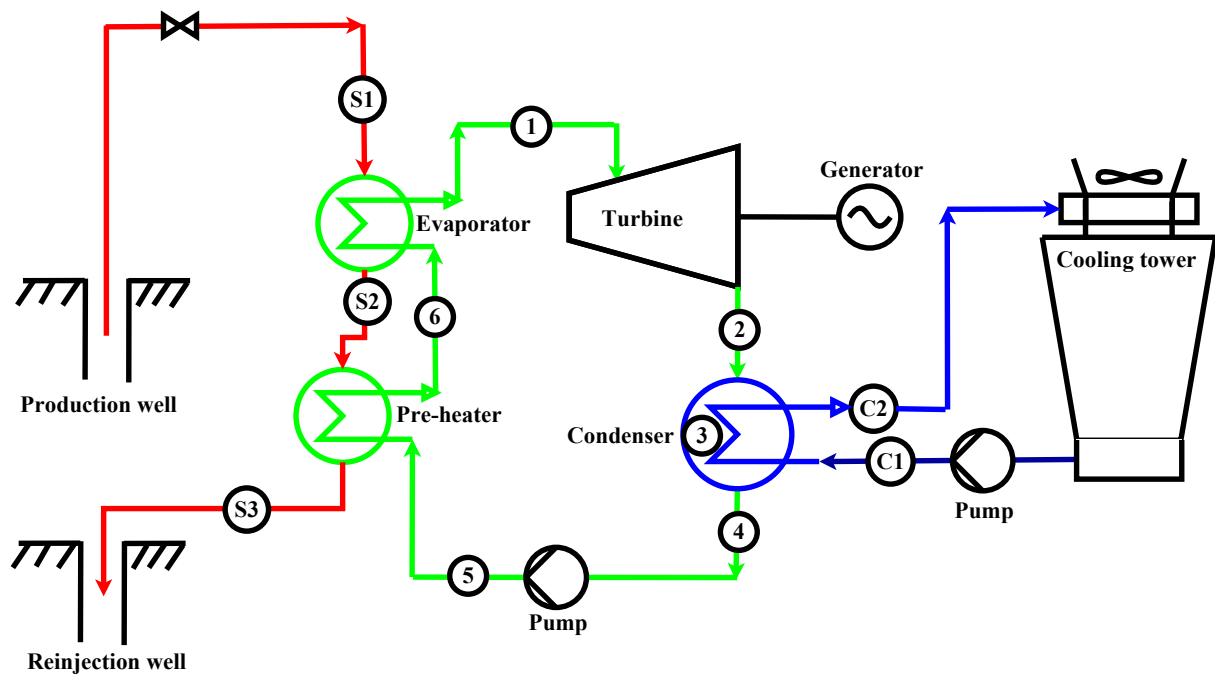 S1
1
Generator
Evaporator
Turbine
Cooling tower
S2
6
2
Production well
Pre-heater
Condenser
3
C2
C1
Pump
S3
4
5
Pump
Reinjection well